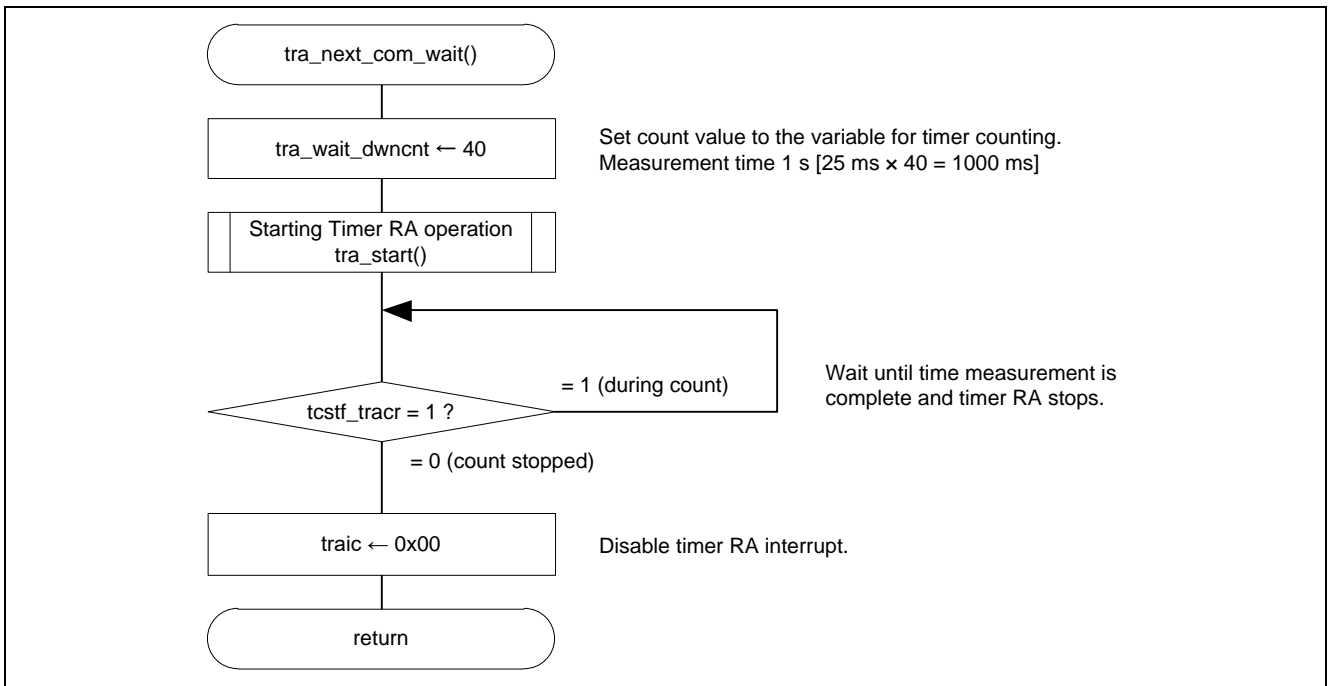 tra_next_com_wait()
tra_wait_dwncnt ← 40
Set count value to the variable for timer counting.
Measurement time 1 s [25 ms × 40 = 1000 ms]
Starting Timer RA operation
tra_start()
= 1 (during count)
Wait until time measurement is
complete and timer RA stops.
tcstf_tracr = 1 ?
= 0 (count stopped)
traic ← 0x00
Disable timer RA interrupt.
return